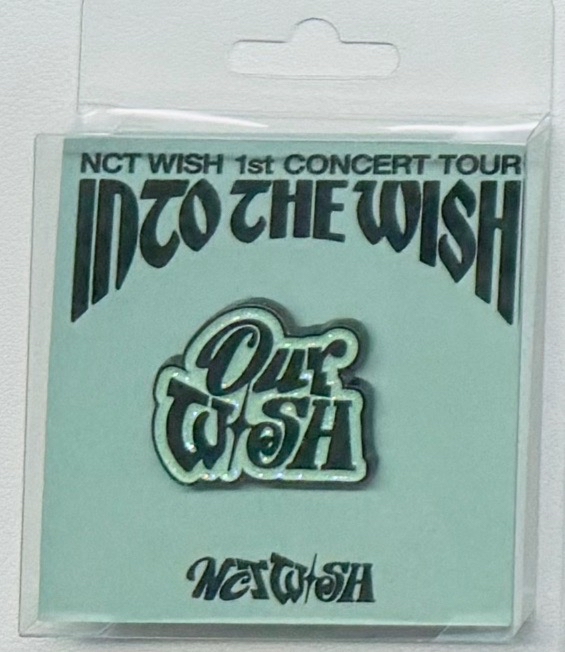 NCT WISH 1st CONCERT TOUR
INTO THE WISH
Our
WISH
NCT WISH